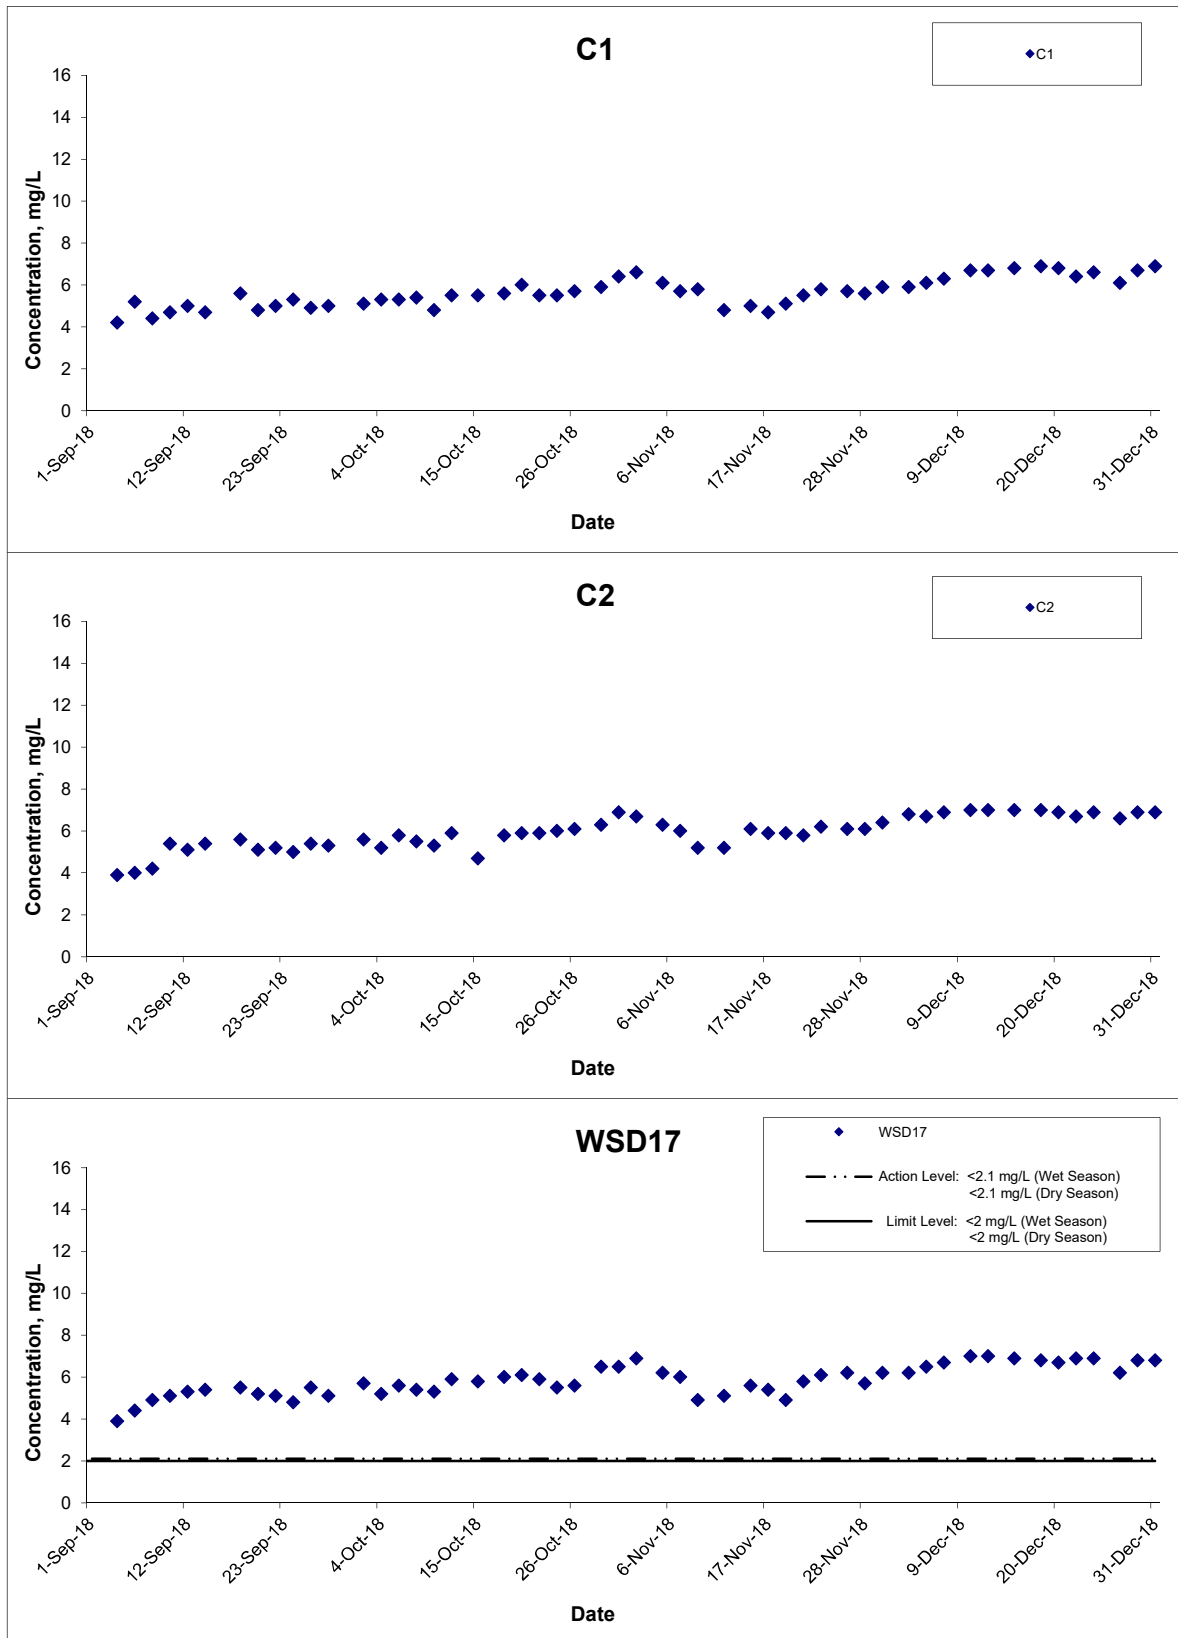 C1
C1
Concentration, mg/L
16
14
12
10
8
6
4
2
0
1-Sep-18
12-Sep-18
23-Sep-18
4-Oct-18
15-Oct-18
26-Oct-18
6-Nov-18
17-Nov-18
28-Nov-18
9-Dec-18
20-Dec-18
31-Dec-18
Date
C2
C2
Concentration, mg/L
16
14
12
10
8
6
4
2
0
1-Sep-18
12-Sep-18
23-Sep-18
4-Oct-18
15-Oct-18
26-Oct-18
6-Nov-18
17-Nov-18
28-Nov-18
9-Dec-18
20-Dec-18
31-Dec-18
Date
WSD17
WSD17
Action Level: <2.1 mg/L (Wet Season)
<2.1 mg/L (Dry Season)
Limit Level: <2 mg/L (Wet Season)
<2 mg/L (Dry Season)
Concentration, mg/L
16
14
12
10
8
6
4
2
0
1-Sep-18
12-Sep-18
23-Sep-18
4-Oct-18
15-Oct-18
26-Oct-18
6-Nov-18
17-Nov-18
28-Nov-18
9-Dec-18
20-Dec-18
31-Dec-18
Date